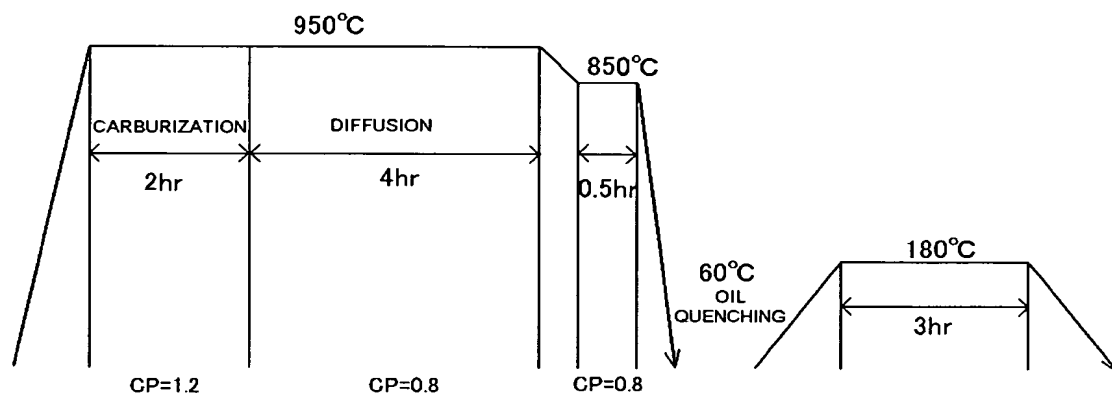 950°C
850°C
CARBURIZATION
DIFFUSION
2hr
4hr
0.5hr
60°C
OIL
QUENCHING
180°C
3hr
CP=1.2
CP=0.8
CP=0.8